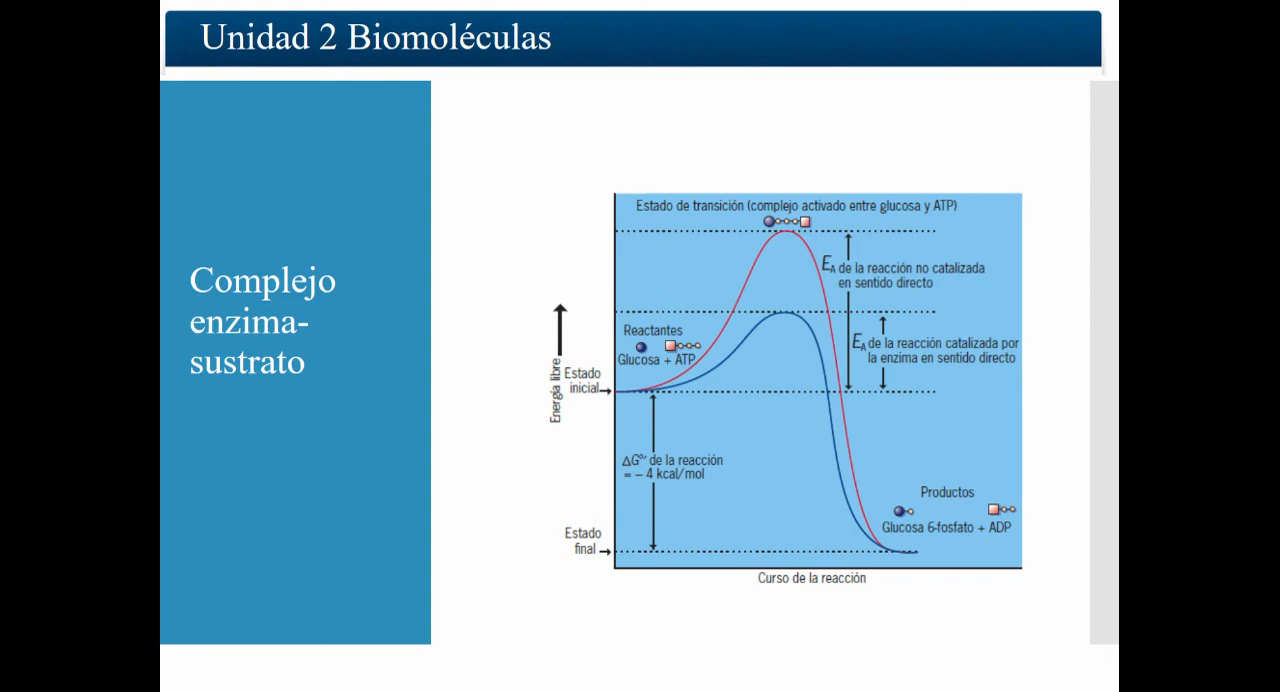 Unidad 2 Biomoléculas
Complejo
enzima-
sustrato
Estado de transición (complejo activado entre glucosa y ATP)
EA de la reacción no catalizada
en sentido directo
EA de la reacción catalizada por
la enzima en sentido directo
Reactantes
Glucosa + ATP
Energía libre
Estado
inicial
ΔG°′ de la reacción
= – 4 kcal/mol
Productos
Glucosa 6-fosfato + ADP
Estado
final
Curso de la reacción